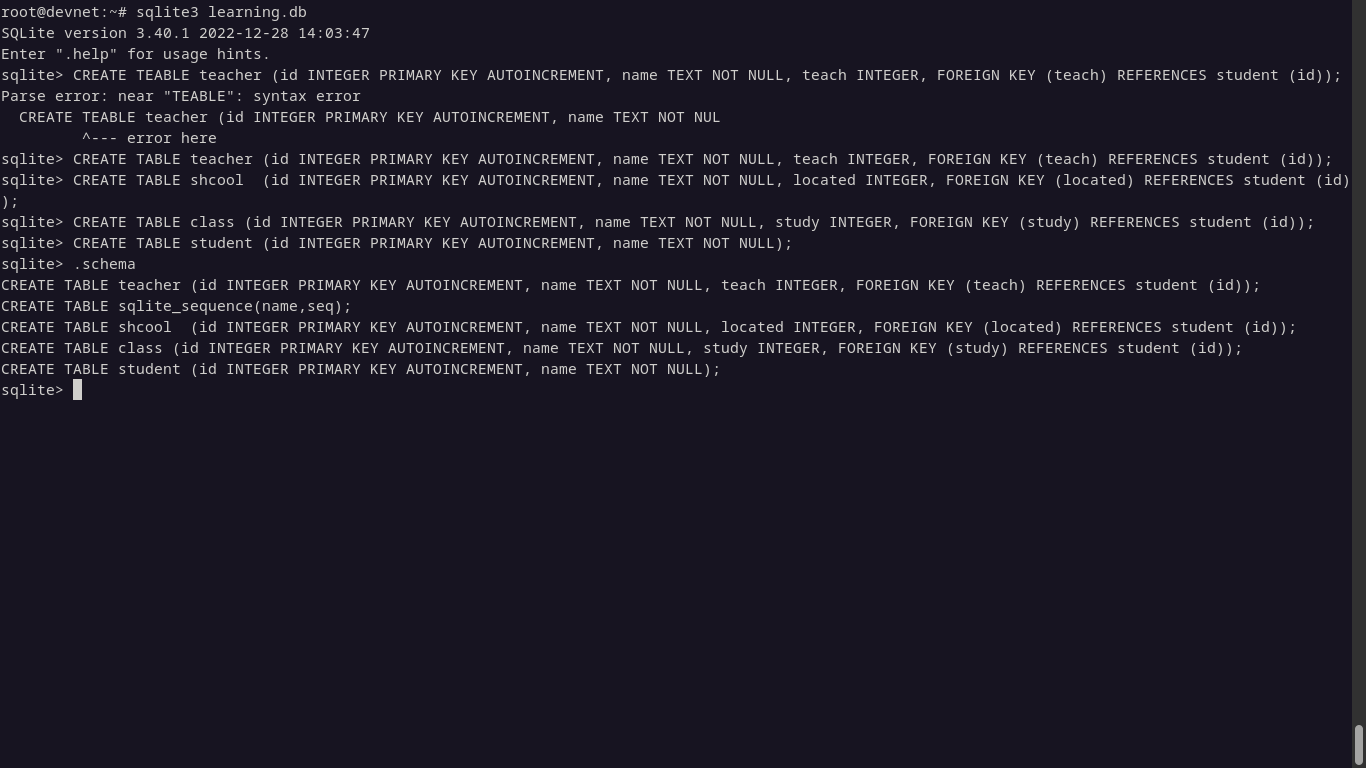 root@devnet:~# sqlite3 learning.db
SQLite version 3.40.1 2022-12-28 14:03:47
Enter ".help" for usage hints.
sqlite> CREATE TEABLE teacher (id INTEGER PRIMARY KEY AUTOINCREMENT, name TEXT NOT NULL, teach INTEGER, FOREIGN KEY (teach) REFERENCES student (id));
Parse error: near "TEABLE": syntax error
  CREATE TEABLE teacher (id INTEGER PRIMARY KEY AUTOINCREMENT, name TEXT NOT NUL
         ^--- error here
sqlite> CREATE TABLE teacher (id INTEGER PRIMARY KEY AUTOINCREMENT, name TEXT NOT NULL, teach INTEGER, FOREIGN KEY (teach) REFERENCES student (id));
sqlite> CREATE TABLE shcool  (id INTEGER PRIMARY KEY AUTOINCREMENT, name TEXT NOT NULL, located INTEGER, FOREIGN KEY (located) REFERENCES student (id)
);
sqlite> CREATE TABLE class (id INTEGER PRIMARY KEY AUTOINCREMENT, name TEXT NOT NULL, study INTEGER, FOREIGN KEY (study) REFERENCES student (id));
sqlite> CREATE TABLE student (id INTEGER PRIMARY KEY AUTOINCREMENT, name TEXT NOT NULL);
sqlite> .schema
CREATE TABLE teacher (id INTEGER PRIMARY KEY AUTOINCREMENT, name TEXT NOT NULL, teach INTEGER, FOREIGN KEY (teach) REFERENCES student (id));
CREATE TABLE sqlite_sequence(name,seq);
CREATE TABLE shcool  (id INTEGER PRIMARY KEY AUTOINCREMENT, name TEXT NOT NULL, located INTEGER, FOREIGN KEY (located) REFERENCES student (id));
CREATE TABLE class (id INTEGER PRIMARY KEY AUTOINCREMENT, name TEXT NOT NULL, study INTEGER, FOREIGN KEY (study) REFERENCES student (id));
CREATE TABLE student (id INTEGER PRIMARY KEY AUTOINCREMENT, name TEXT NOT NULL);
sqlite>